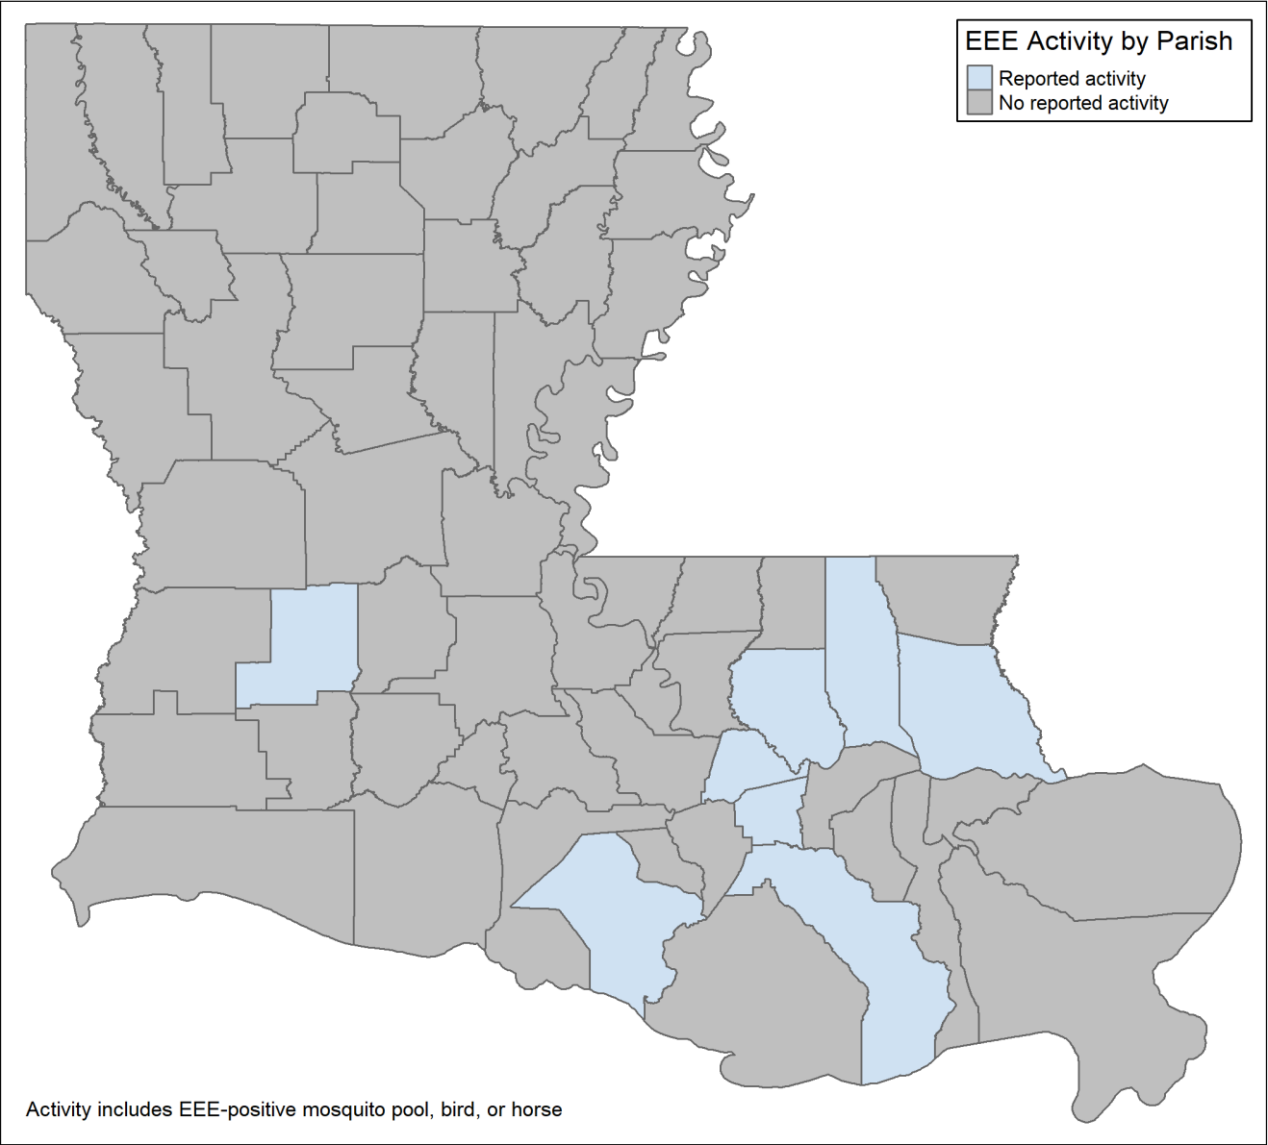 EEE Activity by Parish
Reported activity
No reported activity
Activity includes EEE-positive mosquito pool, bird, or horse